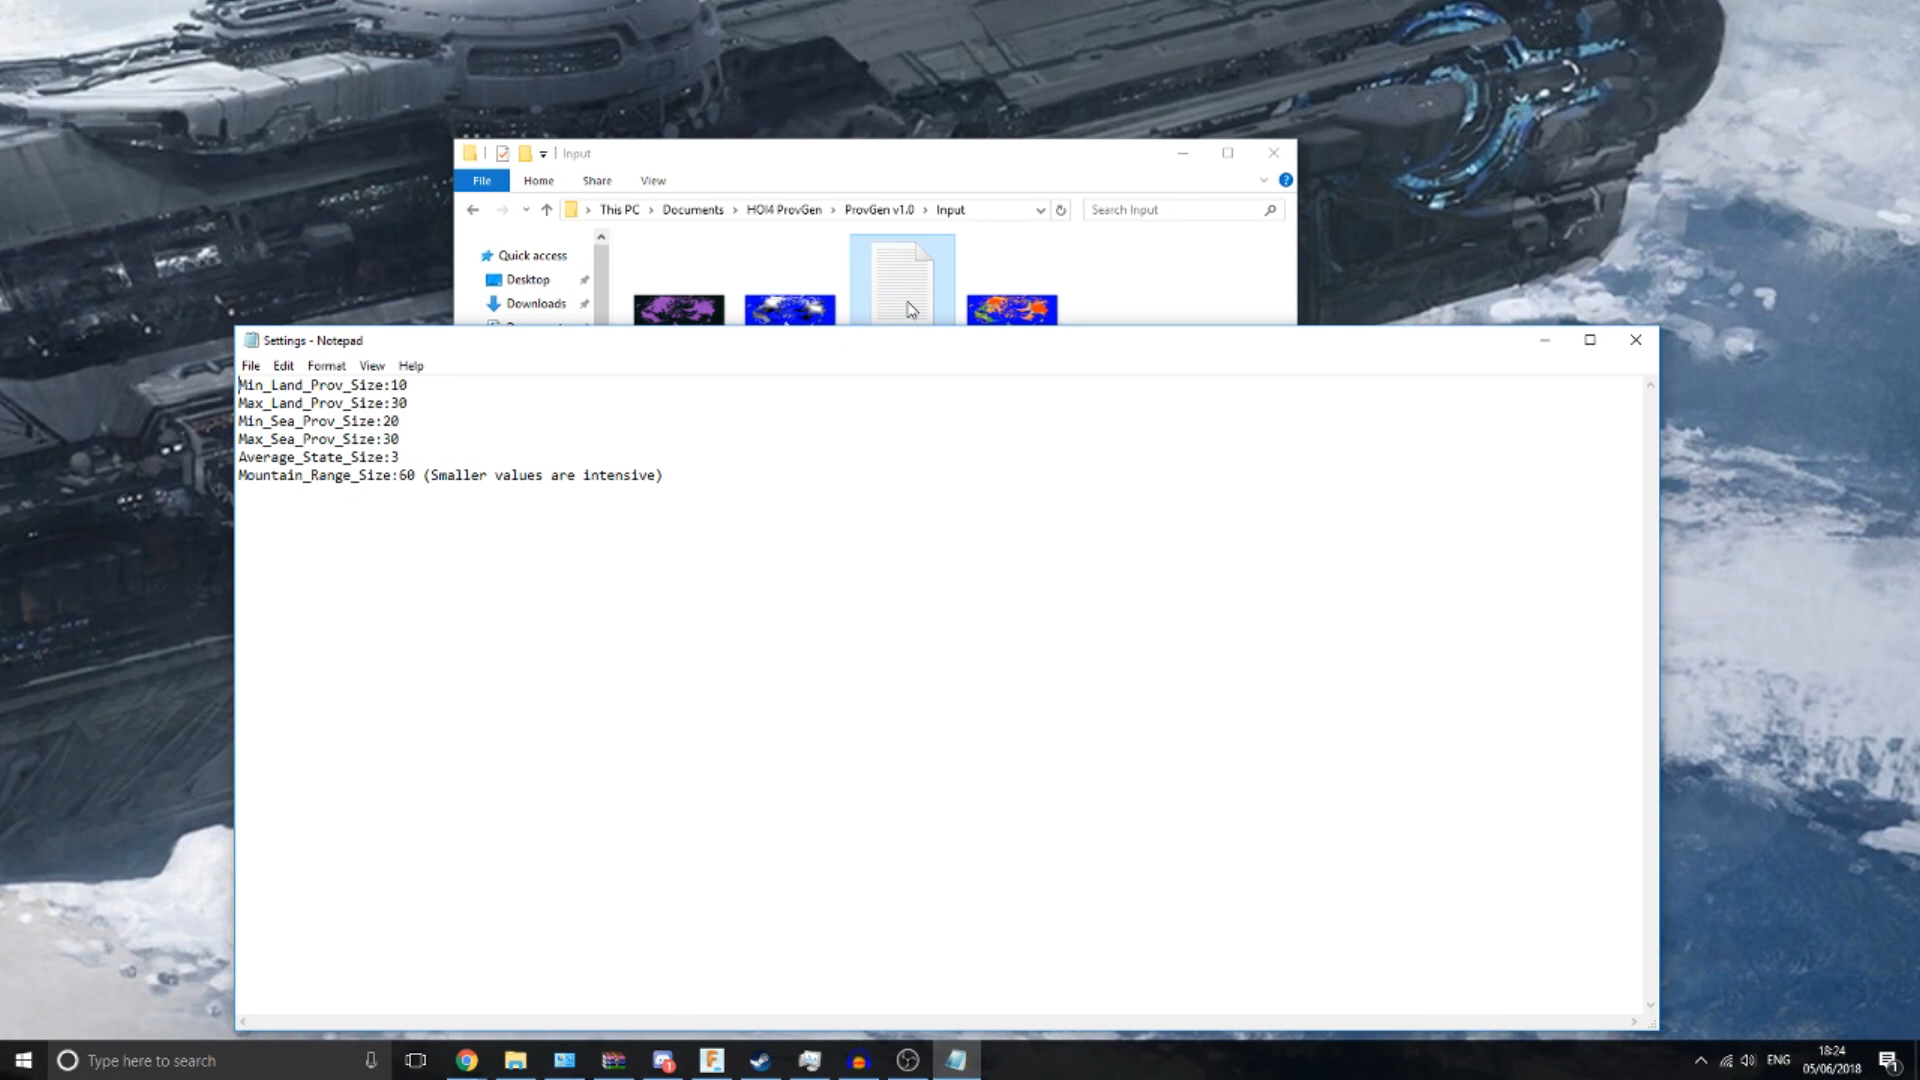 Input
File Home Share View
This PC Documents HOI4 ProvGen ProvGen v1.0 Input Search Input
Quick access
Desktop
Downloads
Settings - Notepad
File Edit Format View Help
Min_Land_Prov_Size:10
Max_Land_Prov_Size:30
Min_Sea_Prov_Size:20
Max_Sea_Prov_Size:30
Average_State_Size:3
Mountain_Range_Size:60 (Smaller values are intensive)
Type here to search
ENG
18:24
05/06/2018